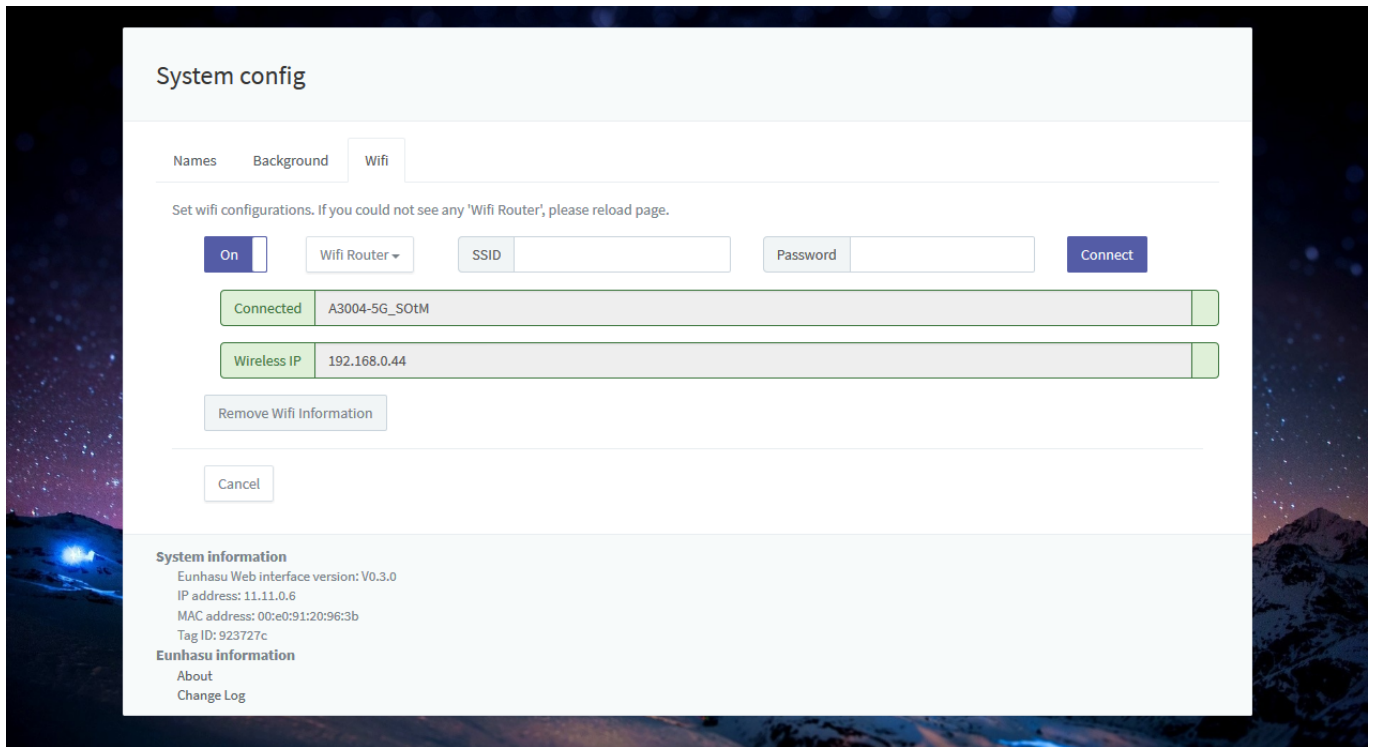 System config
Names Background Wifi
Set wifi configurations. If you could not see any 'Wifi Router', please reload page.
On Wifi Router SSID Password Connect
Connected A3004-5G_SOtM
Wireless IP 192.168.0.44
Remove Wifi Information
Cancel
System information
Eunhasu Web interface version: V0.3.0
IP address: 11.11.0.6
MAC address: 00:e0:91:20:96:3b
Tag ID: 923727c
Eunhasu information
About
Change Log